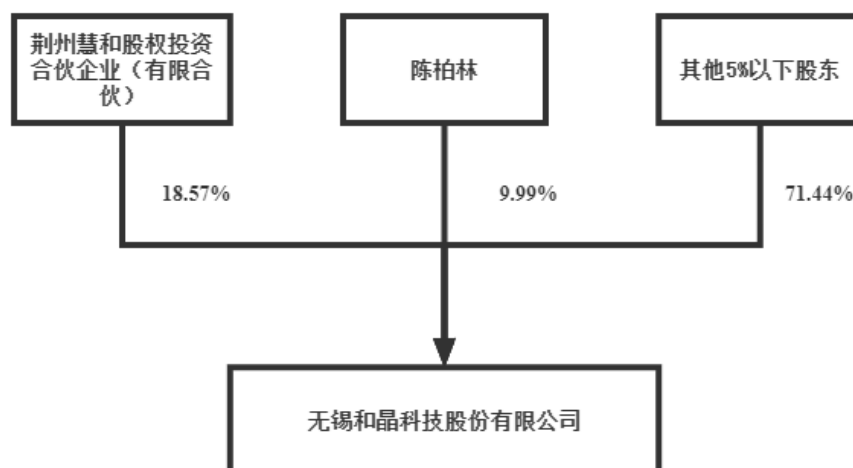 荆州慧和股权投资
合伙企业（有限合
伙）
陈柏林
其他5%以下股东
18.57%
9.99%
71.44%
无锡和晶科技股份有限公司